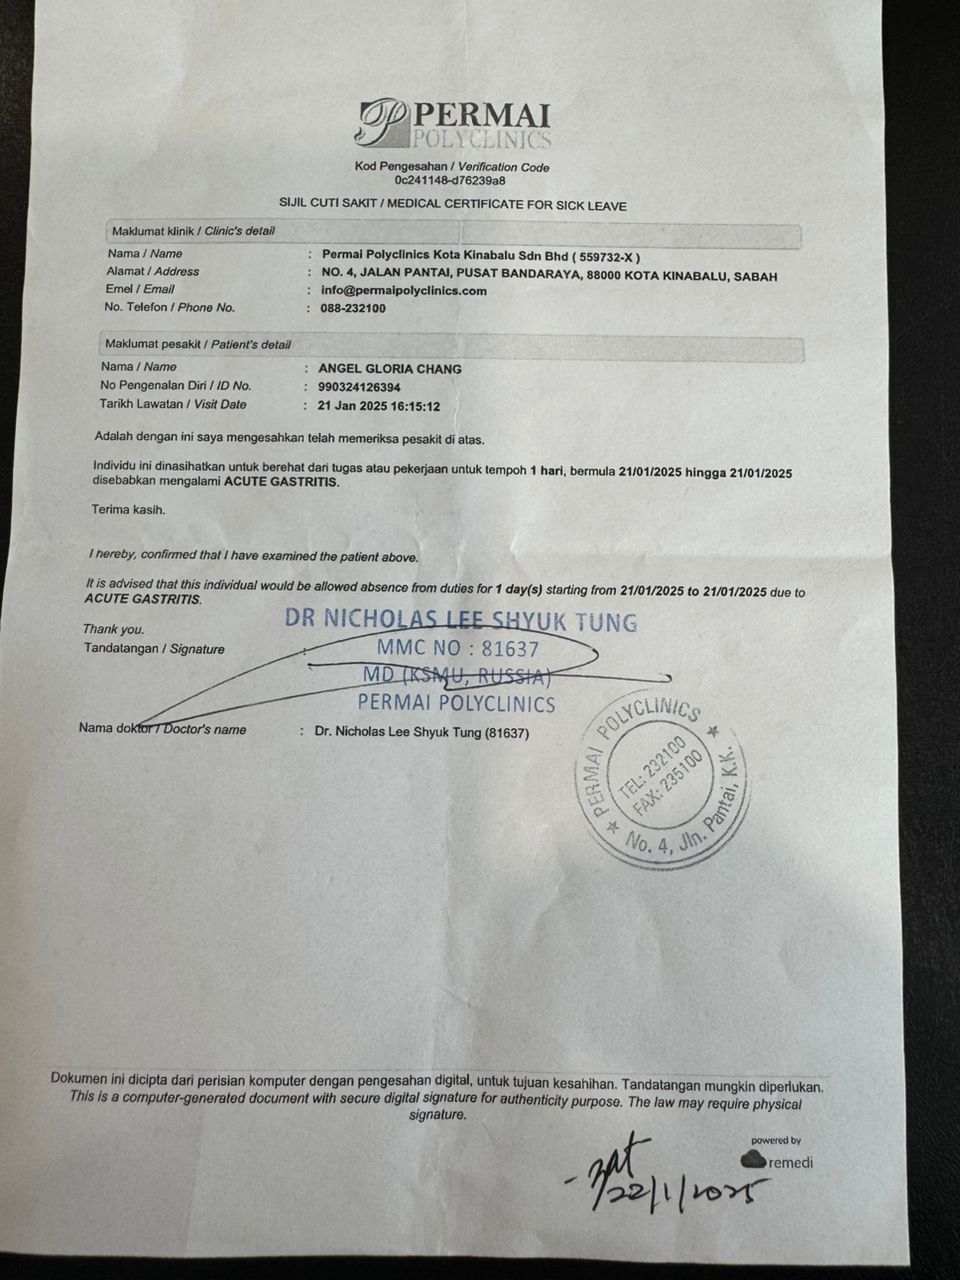 PERMAI
POLYCLINICS
Kod Pengesahan / Verification Code
0c241148-d76239a8
SIJIL CUTI SAKIT / MEDICAL CERTIFICATE FOR SICK LEAVE
Maklumat klinik / Clinic's detail
Nama / Name : Permai Polyclinics Kota Kinabalu Sdn Bhd ( 559732-X )
Alamat / Address : NO. 4, JALAN PANTAI, PUSAT BANDARAYA, 88000 KOTA KINABALU, SABAH
Emel / Email : info@permaipolyclinics.com
No. Telefon / Phone No. : 088-232100
Maklumat pesakit / Patient's detail
Nama / Name : ANGEL GLORIA CHANG
No Pengenalan Diri / ID No. : 990324126394
Tarikh Lawatan / Visit Date : 21 Jan 2025 16:15:12
Adalah dengan ini saya mengesahkan telah memeriksa pesakit di atas.
Individu ini dinasihatkan untuk berehat dari tugas atau pekerjaan untuk tempoh 1 hari, bermula 21/01/2025 hingga 21/01/2025
disebabkan mengalami ACUTE GASTRITIS.
Terima kasih.
I hereby, confirmed that I have examined the patient above.
It is advised that this individual would be allowed absence from duties for 1 day(s) starting from 21/01/2025 to 21/01/2025 due to
ACUTE GASTRITIS.
DR NICHOLAS LEE SHYUK TUNG
Thank you.
MMC NO : 81637
Tandatangan / Signature :
MD (KSMU, RUSSIA)
PERMAI POLYCLINICS
Nama doktor / Doctor's name : Dr. Nicholas Lee Shyuk Tung (81637)
PERMAI POLYCLINICS
TEL: 232100
FAX: 235100
No. 4, Jln. Pantai, K.K.
Dokumen ini dicipta dari perisian komputer dengan pengesahan digital, untuk tujuan kesahihan. Tandatangan mungkin diperlukan.
This is a computer-generated document with secure digital signature for authenticity purpose. The law may require physical
signature.
powered by
remedi
22/1/2025